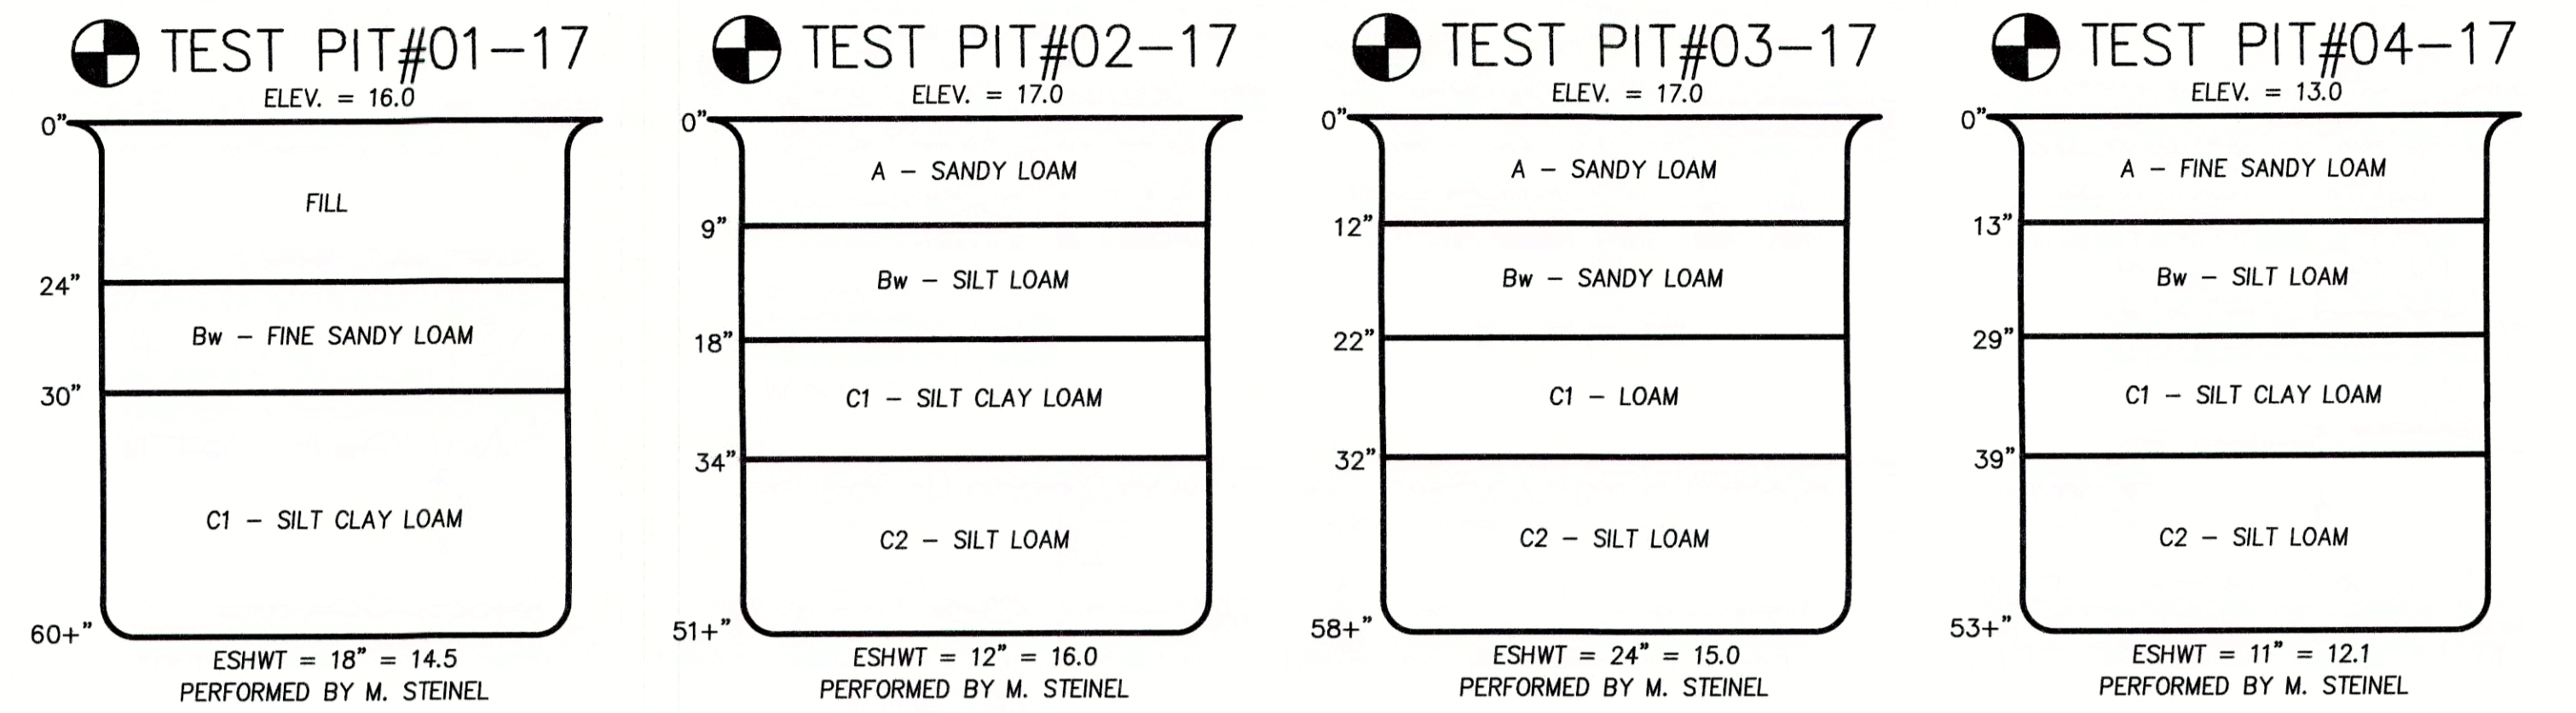 TEST PIT#01-17
ELEV. = 16.0
0"
FILL
24"
Bw - FINE SANDY LOAM
30"
C1 - SILT CLAY LOAM
60+"
ESHWT = 18" = 14.5
PERFORMED BY M. STEINEL
TEST PIT#02-17
ELEV. = 17.0
0"
A - SANDY LOAM
9"
Bw - SILT LOAM
18"
C1 - SILT CLAY LOAM
34"
C2 - SILT LOAM
51+"
ESHWT = 12" = 16.0
PERFORMED BY M. STEINEL
TEST PIT#03-17
ELEV. = 17.0
0"
A - SANDY LOAM
12"
Bw - SANDY LOAM
22"
C1 - LOAM
32"
C2 - SILT LOAM
58+"
ESHWT = 24" = 15.0
PERFORMED BY M. STEINEL
TEST PIT#04-17
ELEV. = 13.0
0"
A - FINE SANDY LOAM
13"
Bw - SILT LOAM
29"
C1 - SILT CLAY LOAM
39"
C2 - SILT LOAM
53+"
ESHWT = 11" = 12.1
PERFORMED BY M. STEINEL